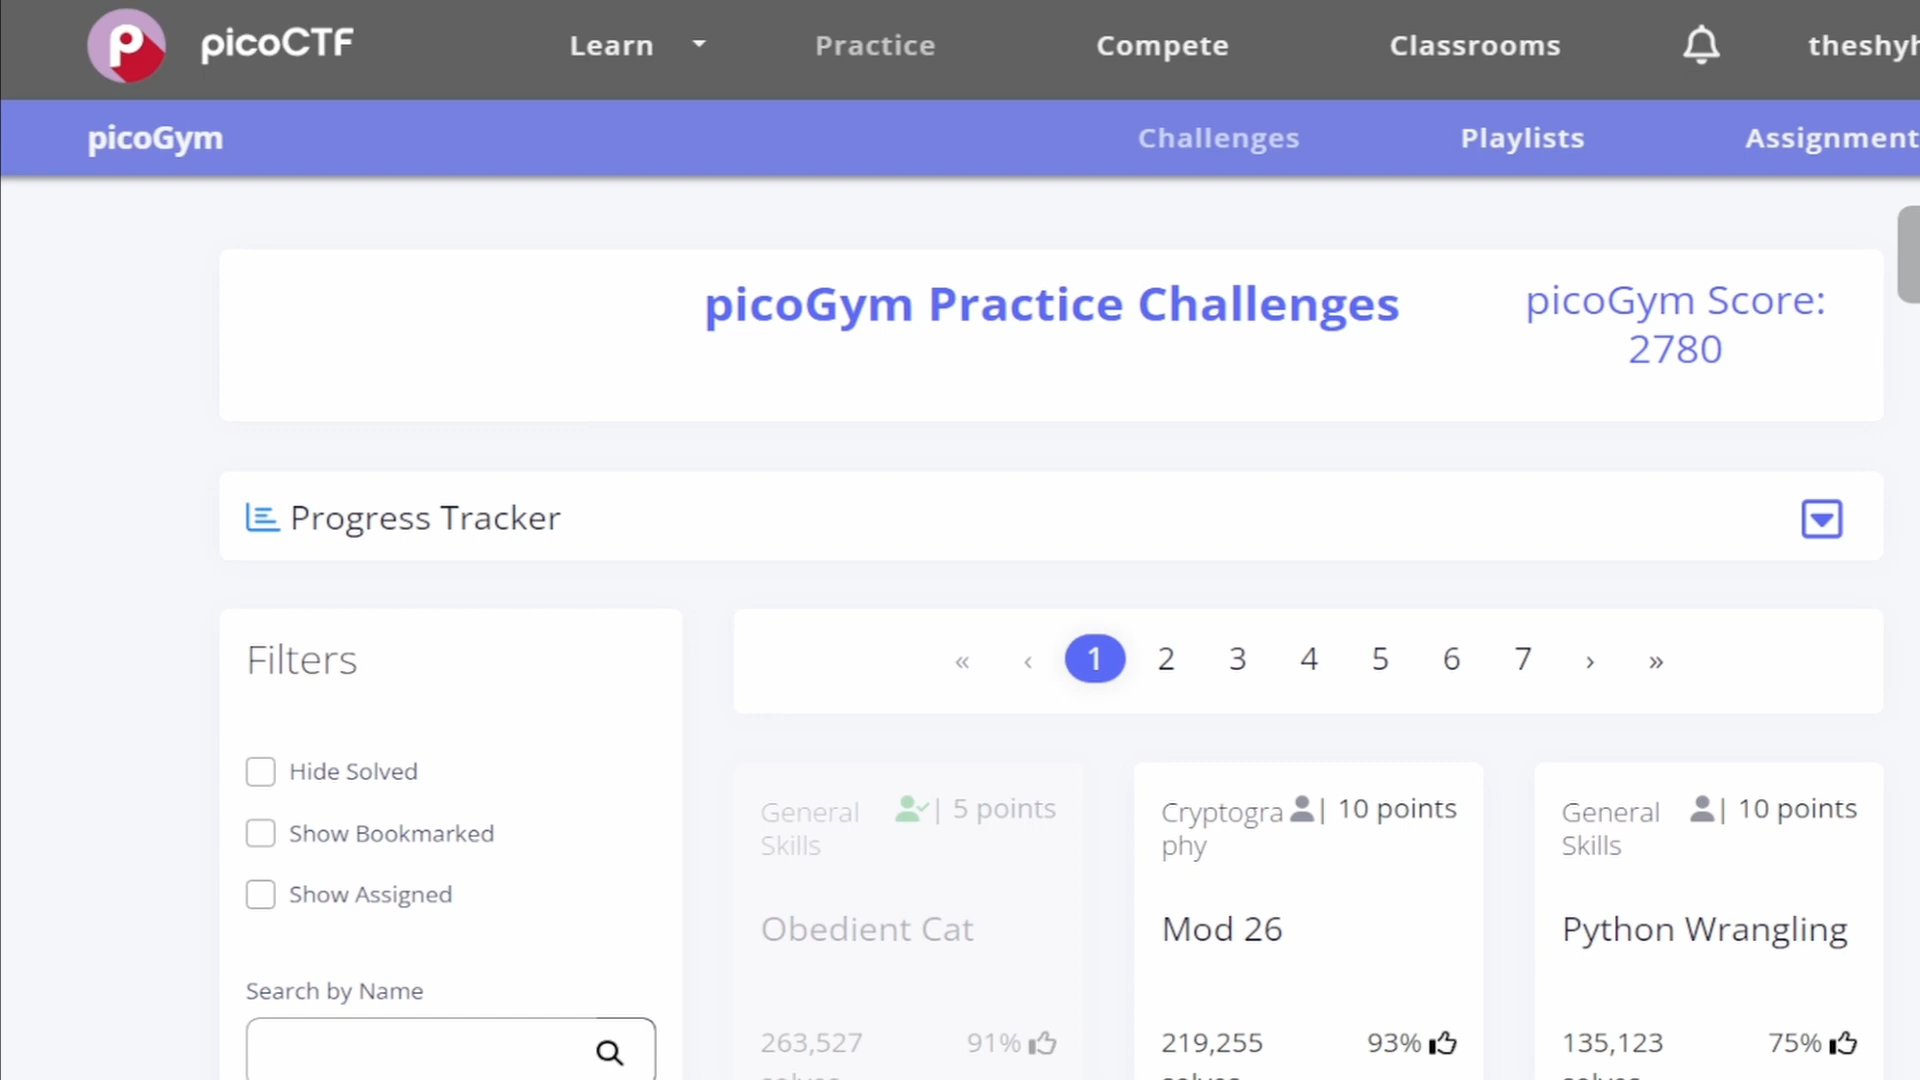 picoCTF
Learn
Practice
Compete
Classrooms
picoGym
Challenges
Playlists
picoGym Practice Challenges
picoGym Score:
2780
Progress Tracker
Filters
« ‹ 1 2 3 4 5 6 7 › »
Hide Solved
Show Bookmarked
Show Assigned
Search by Name
General
Skills
| 5 points
Obedient Cat
263,527
91%
Cryptogra
phy
| 10 points
Mod 26
219,255
93%
General
Skills
| 10 points
Python Wrangling
135,123
75%